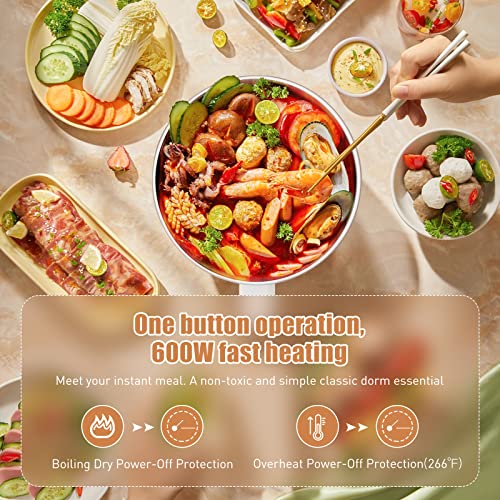 One button operation,
600W fast heating
Meet your instant meal. A non-toxic and simple classic dorm essential
Boiling Dry Power-Off Protection
Overheat Power-Off Protection(266°F)